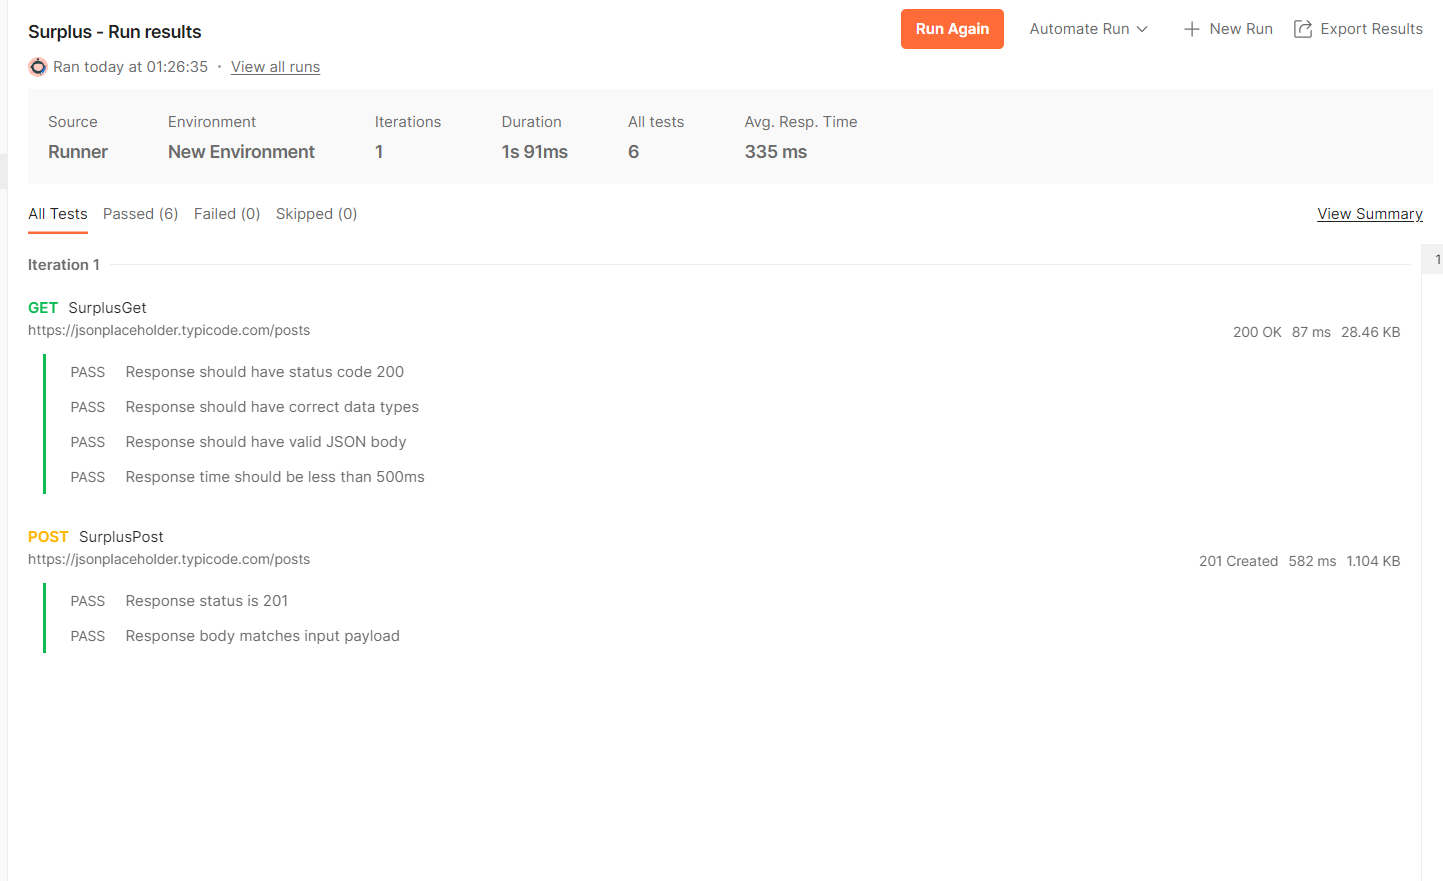 Surplus - Run results
Run Again
Automate Run
New Run
Export Results
Ran today at 01:26:35 · View all runs
Source
Environment
Iterations
Duration
All tests
Avg. Resp. Time
Runner
New Environment
1
1s 91ms
6
335 ms
All Tests
Passed (6)
Failed (0)
Skipped (0)
View Summary
Iteration 1
1
GET SurplusGet
https://jsonplaceholder.typicode.com/posts
200 OK 87 ms 28.46 KB
PASS Response should have status code 200
PASS Response should have correct data types
PASS Response should have valid JSON body
PASS Response time should be less than 500ms
POST SurplusPost
https://jsonplaceholder.typicode.com/posts
201 Created 582 ms 1.104 KB
PASS Response status is 201
PASS Response body matches input payload